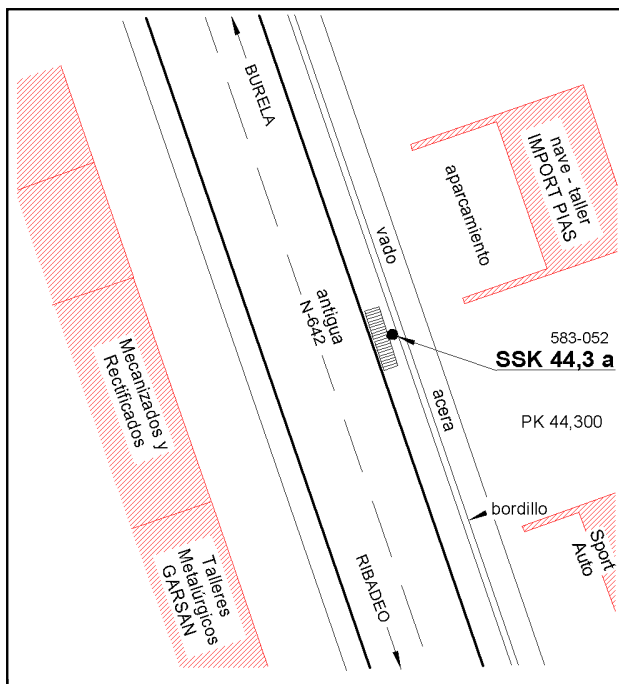 BURELA
nave - taller
IMPORT PIAS
aparcamiento
vado
antigua
N-642
583-052
SSK 44,3 a
Mecanizados y
Rectificados
acera
PK 44,300
bordillo
Sport
Auto
Talleres
Metalúrgicos
GARSAN
RIBADEO